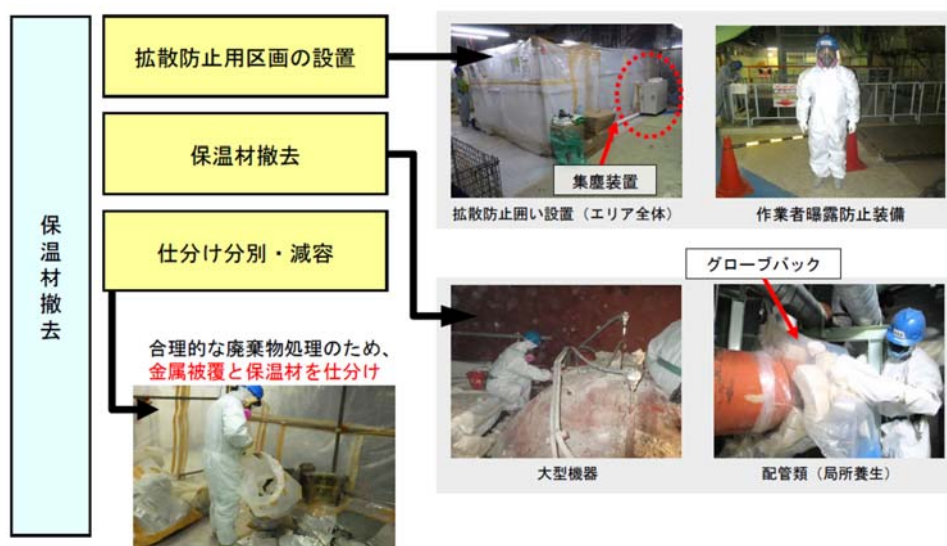 保温材撤去
拡散防止用区画の設置
保温材撤去
仕分け分別・減容
合理的な廃棄物処理のため、
金属被覆と保温材を仕分け
集塵装置
拡散防止囲い設置（エリア全体）
作業者曝露防止装備
グローブバック
大型機器
配管類（局所養生）